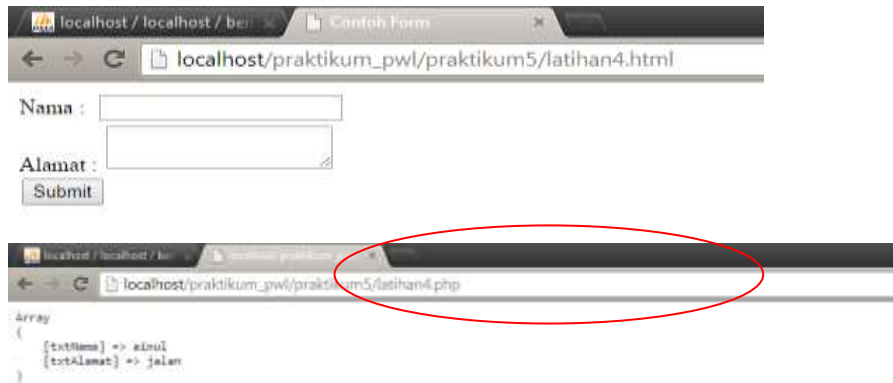 localhost / localhost / ber
Contoh Form
localhost/praktikum_pwl/praktikum5/latihan4.html
Nama :
Alamat :
Submit
localhost / localhost / be
localhost/praktikum_pwl/praktikum5/latihan4.php
Array
(
[txtNama] => ainul
[txtAlamat] => jalan
)